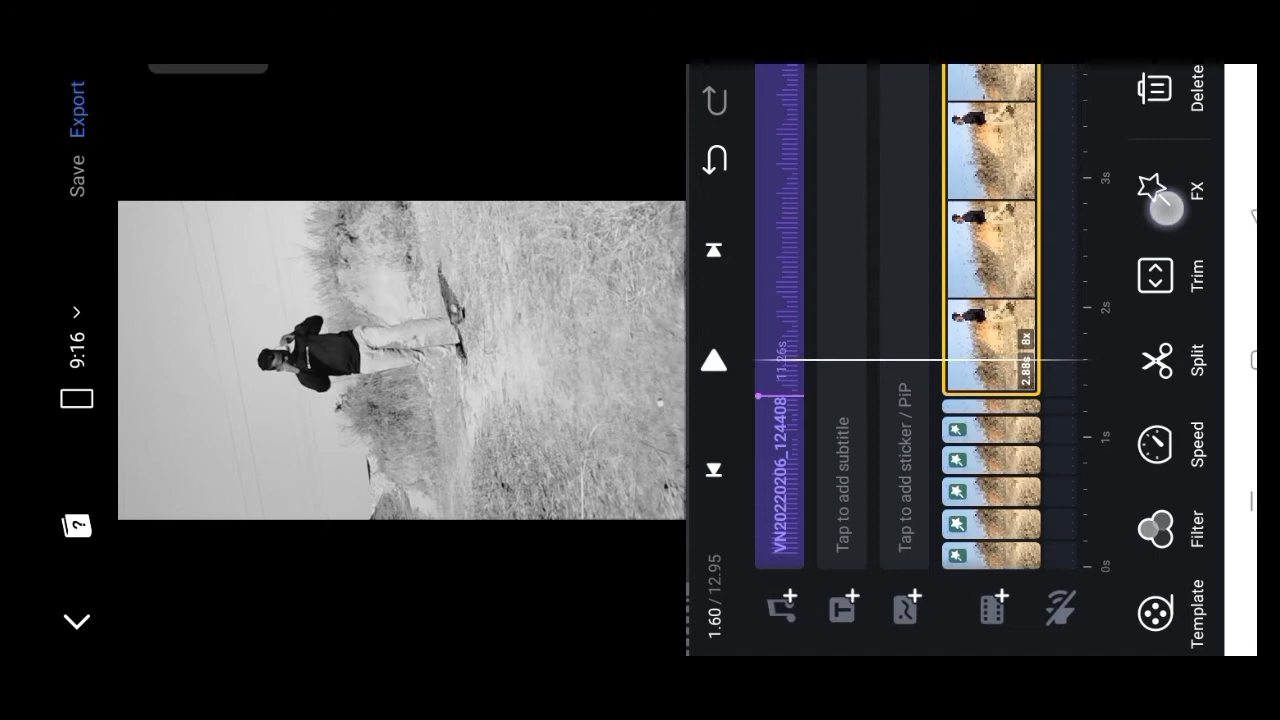 9:16
Save
Export
1.60 / 12.95
VN20220206_124408
11.26s
Tap to add subtitle
Tap to add sticker / PiP
2.88s
8x
0s
1s
2s
3s
Template
Filter
Speed
Split
Trim
FX
Delete